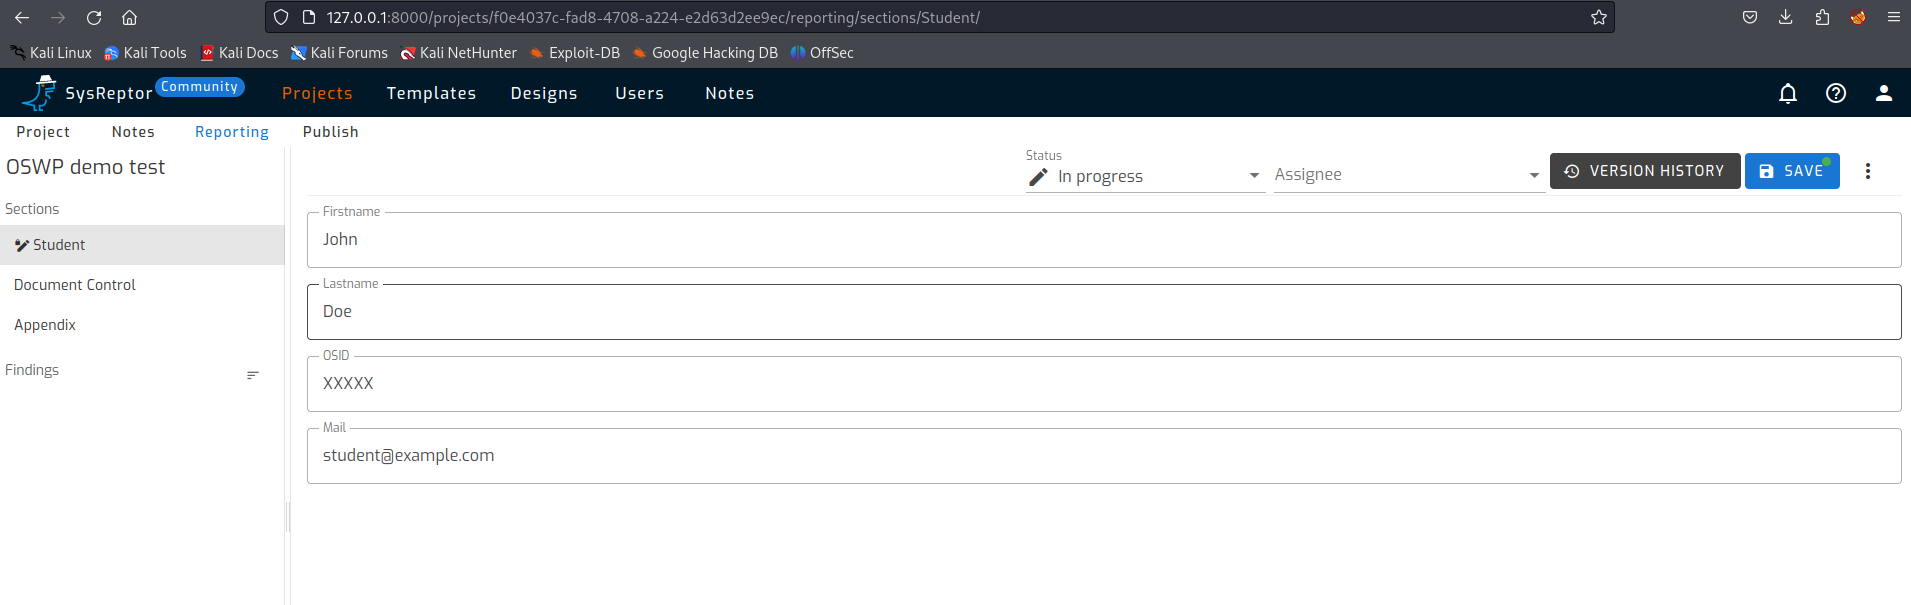 127.0.0.1:8000/projects/f0e4037c-fad8-4708-a224-e2d63d2ee9ec/reporting/sections/Student/
Kali Linux Kali Tools Kali Docs Kali Forums Kali NetHunter Exploit-DB Google Hacking DB OffSec
SysReptor Community Projects Templates Designs Users Notes
Project Notes Reporting Publish
OSWP demo test
Sections
Student
Document Control
Appendix
Findings
Status
In progress
Assignee
VERSION HISTORY
SAVE
Firstname
John
Lastname
Doe
OSID
XXXXX
Mail
student@example.com